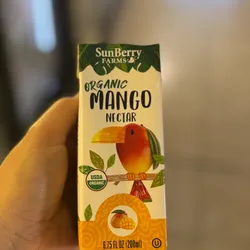 SunBerry
FARMS
ORGANIC
MANGO
NECTAR
USDA
ORGANIC
6.75 FL OZ (200ml)
U